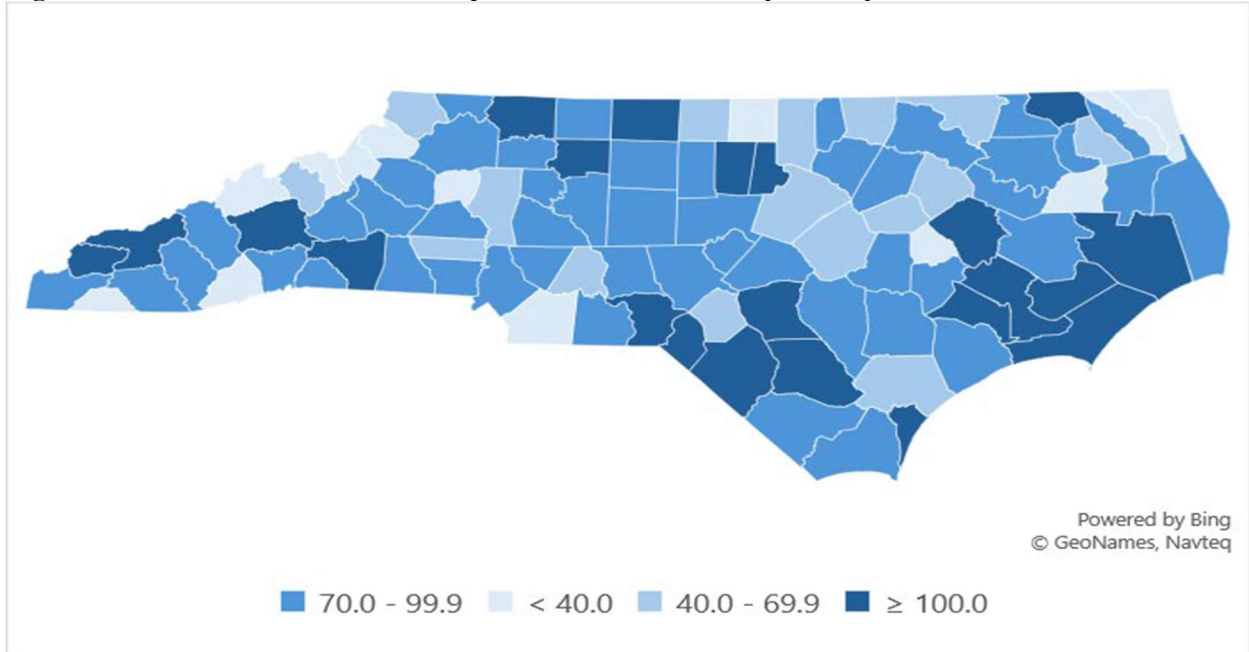 Powered by Bing
© GeoNames, Navteq
70.0 - 99.9 < 40.0 40.0 - 69.9 ≥ 100.0